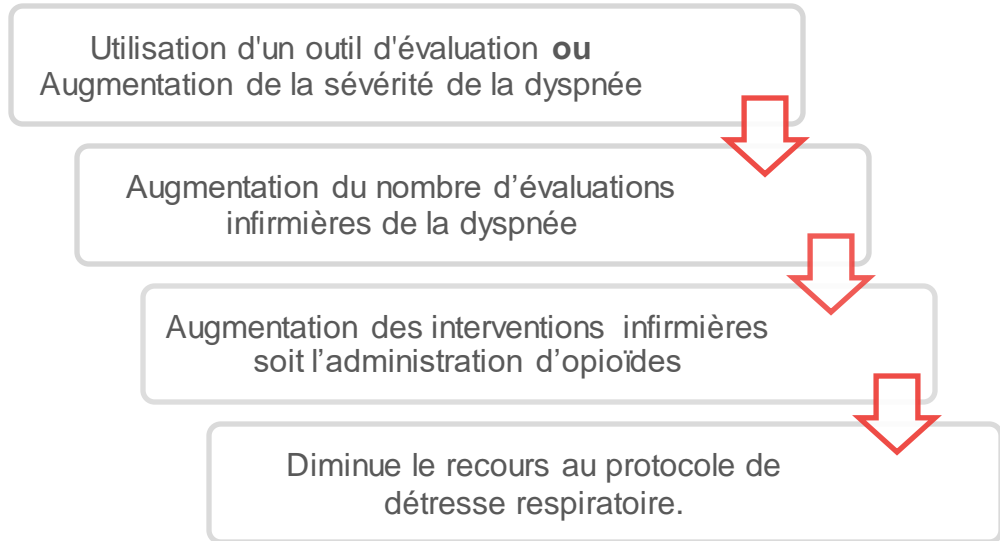 Utilisation d'un outil d'évaluation ou
Augmentation de la sévérité de la dyspnée
Augmentation du nombre d’évaluations
infirmières de la dyspnée
Augmentation des interventions infirmières
soit l’administration d’opioïdes
Diminue le recours au protocole de
détresse respiratoire.